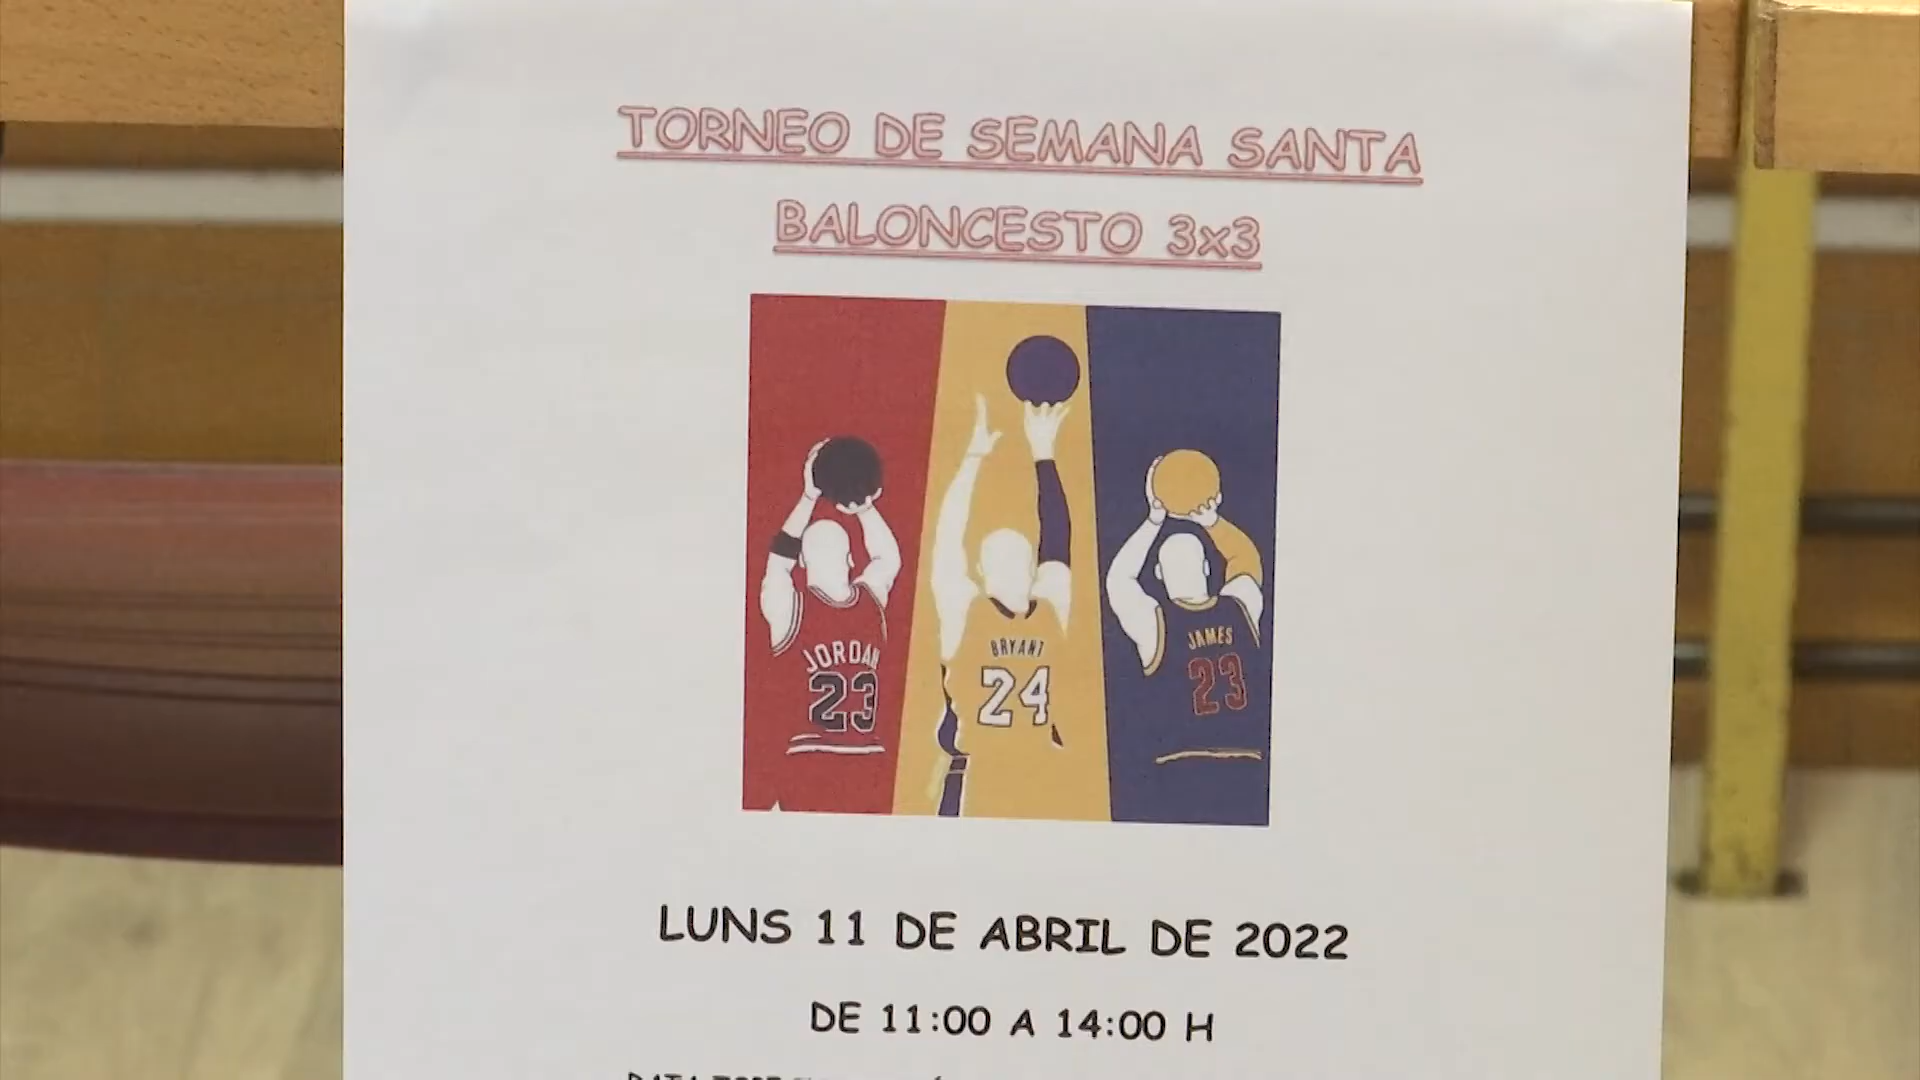 TORNEO DE SEMANA SANTA
BALONCESTO 3x3
JORDAN
23
BRYANT
24
JAMES
23
LUNS 11 DE ABRIL DE 2022
DE 11:00 A 14:00 H